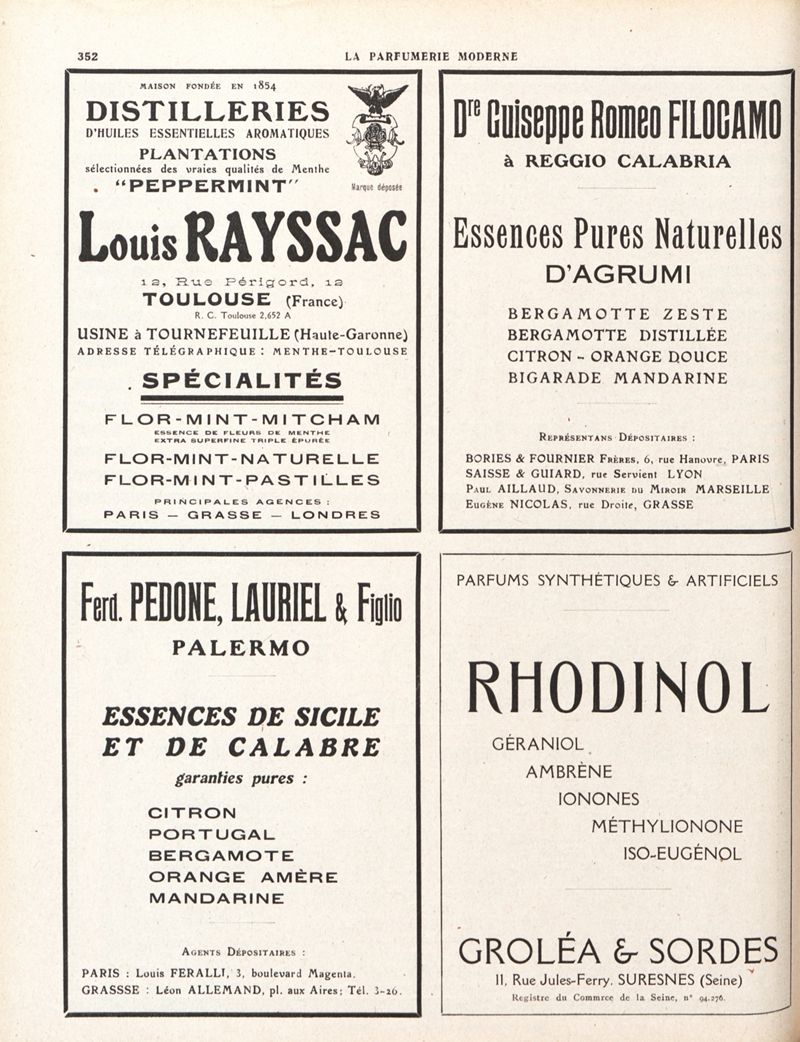 352
LA PARFUMERIE MODERNE
MAISON FONDÉE EN 1854
DISTILLERIES
D'HUILES ESSENTIELLES AROMATIQUES
PLANTATIONS
sélectionnées des vraies qualités de Menthe
"PEPPERMINT"
Marque déposée
Louis RAYSSAC
12, Rue Périgord, 12
TOULOUSE (France)
R. C. Toulouse 2,652 A
USINE à TOURNEFEUILLE (Haute-Garonne)
ADRESSE TÉLÉGRAPHIQUE : MENTHE-TOULOUSE
SPÉCIALITÉS
FLOR-MINT-MITCHAM
ESSENCE DE FLEURS DE MENTHE
EXTRA SUPERFINE TRIPLE ÉPURÉE
FLOR-MINT-NATURELLE
FLOR-MINT-PASTILLES
PRINCIPALES AGENCES :
PARIS — GRASSE — LONDRES
Dre Guiseppe Romeo FILOCAMO
à REGGIO CALABRIA
Essences Pures Naturelles
D'AGRUMI
BERGAMOTTE ZESTE
BERGAMOTTE DISTILLÉE
CITRON - ORANGE DOUCE
BIGARADE MANDARINE
REPRÉSENTANS DÉPOSITAIRES :
BORIES & FOURNIER FRÈRES, 6, rue Hanovre, PARIS
SAISSE & GUIARD, rue Servient LYON
PAUL AILLAUD, SAVONNERIE DU MIROIR MARSEILLE
EUGÈNE NICOLAS, rue Droite, GRASSE
Ferd. PEDONE, LAURIEL & Figlio
PALERMO
ESSENCES DE SICILE
ET DE CALABRE
garanties pures :
CITRON
PORTUGAL
BERGAMOTE
ORANGE AMÈRE
MANDARINE
AGENTS DÉPOSITAIRES :
PARIS : Louis FERALLI, 3, boulevard Magenta.
GRASSSE : Léon ALLEMAND, pl. aux Aires; Tél. 3-26.
PARFUMS SYNTHÉTIQUES & ARTIFICIELS
RHODINOL
GÉRANIOL
AMBRÈNE
IONONES
MÉTHYLIONONE
ISO-EUGÉNOL
GROLÉA & SORDES
11, Rue Jules-Ferry. SURESNES (Seine)
Registre du Commrce de la Seine, n° 94.276.